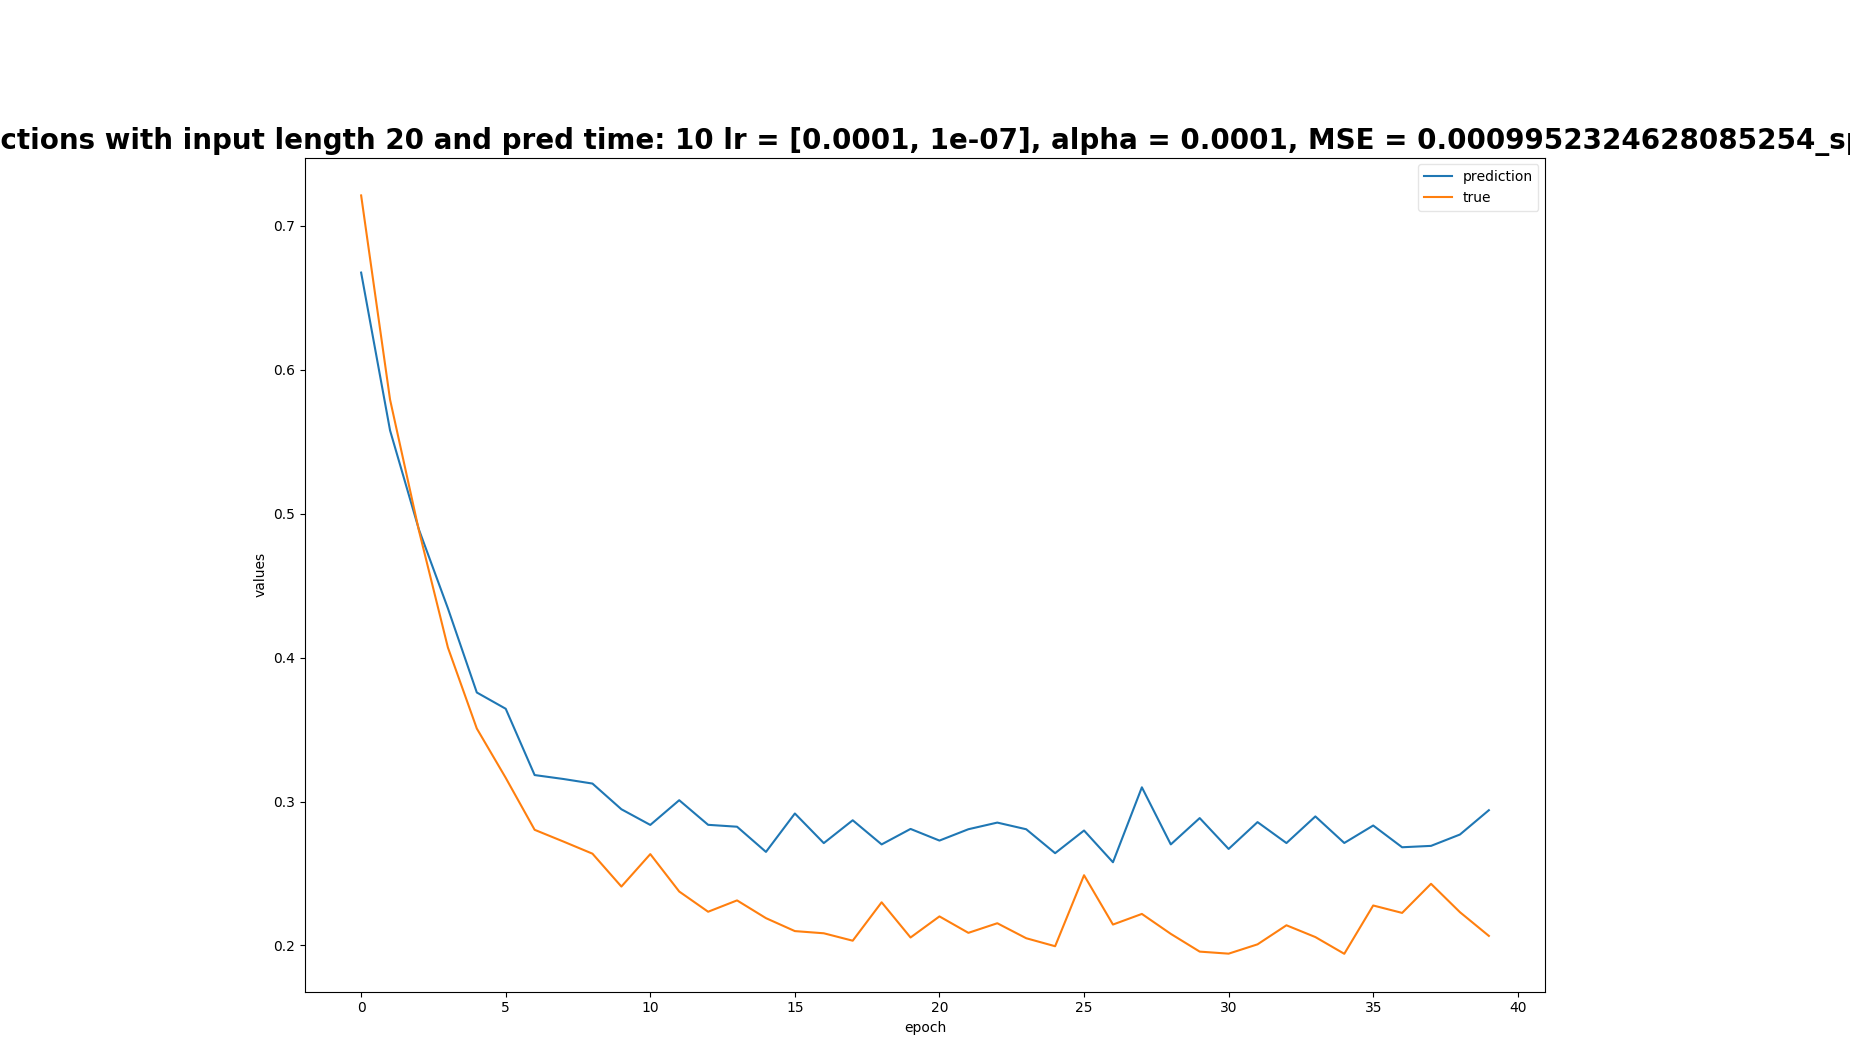 ctions with input length 20 and pred time: 10 lr = [0.0001, 1e-07], alpha = 0.0001, MSE = 0.0009952324628085254_sp
prediction
true
0.7
0.6
0.5
0.4
0.3
0.2
values
0 5 10 15 20 25 30 35 40
epoch